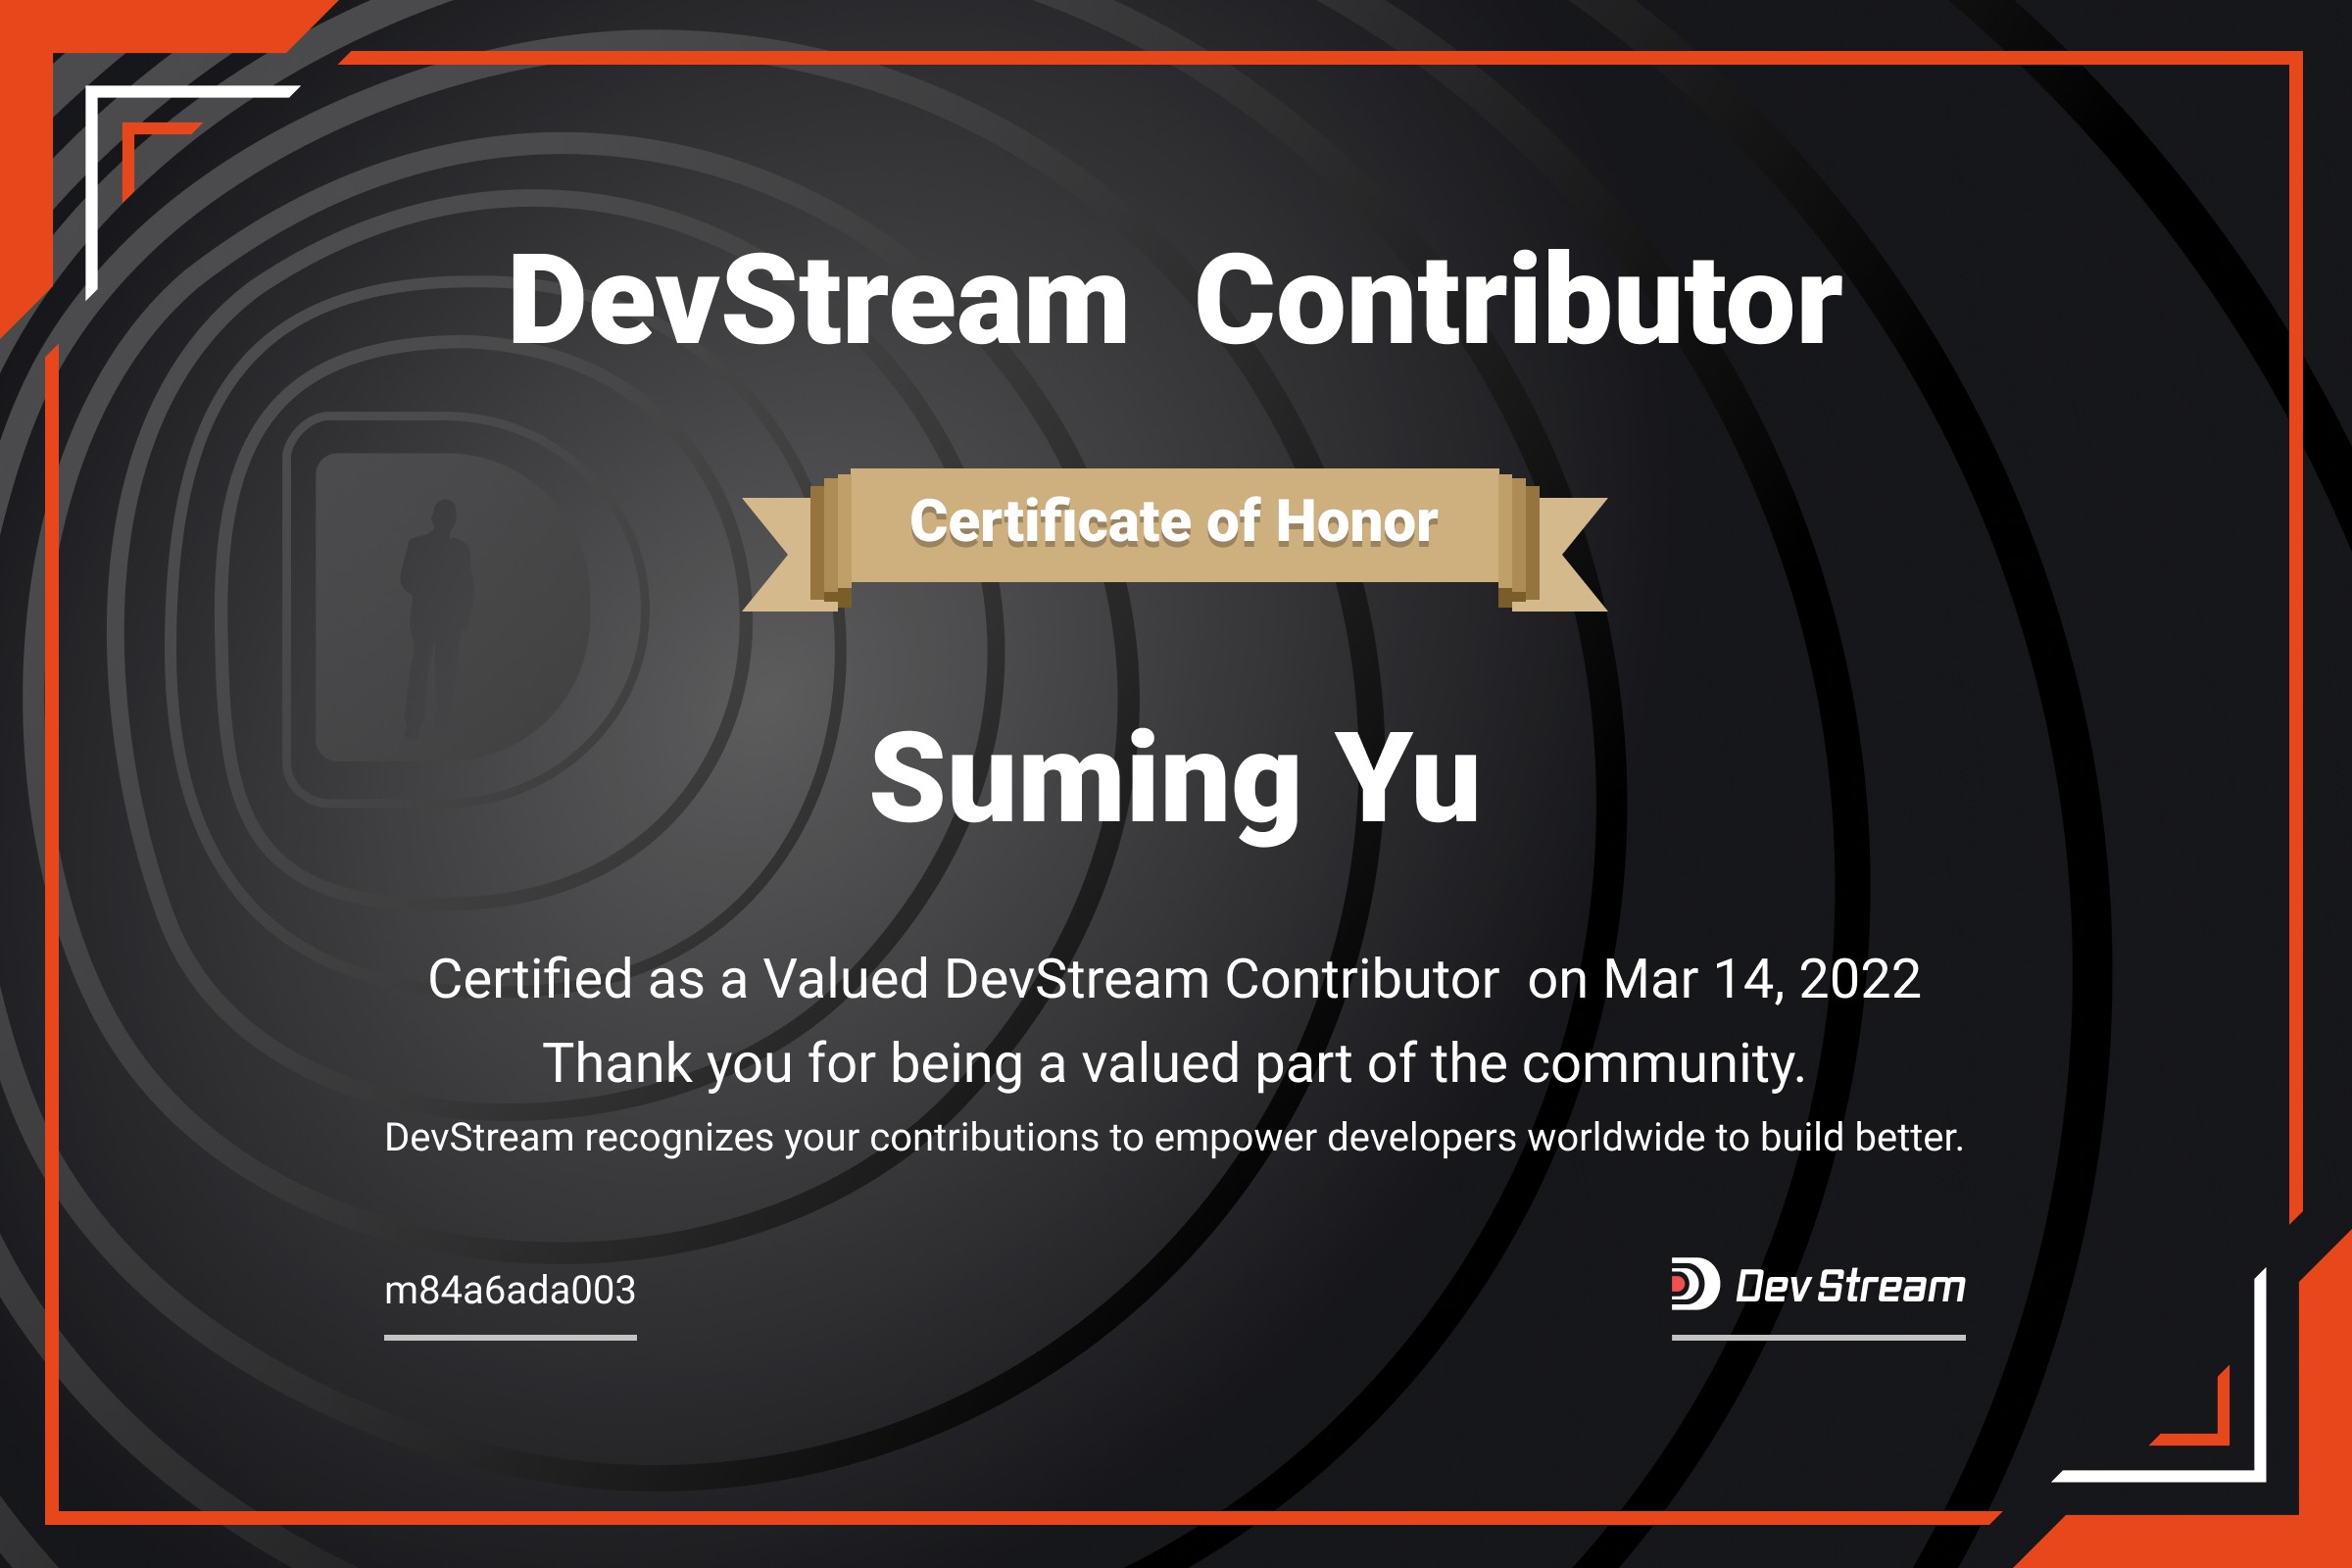 DevStream Contributor
Certificate of Honor
Suming Yu
Certified as a Valued DevStream Contributor on Mar 14, 2022
Thank you for being a valued part of the community.
DevStream recognizes your contributions to empower developers worldwide to build better.
m84a6ada003
DevStream